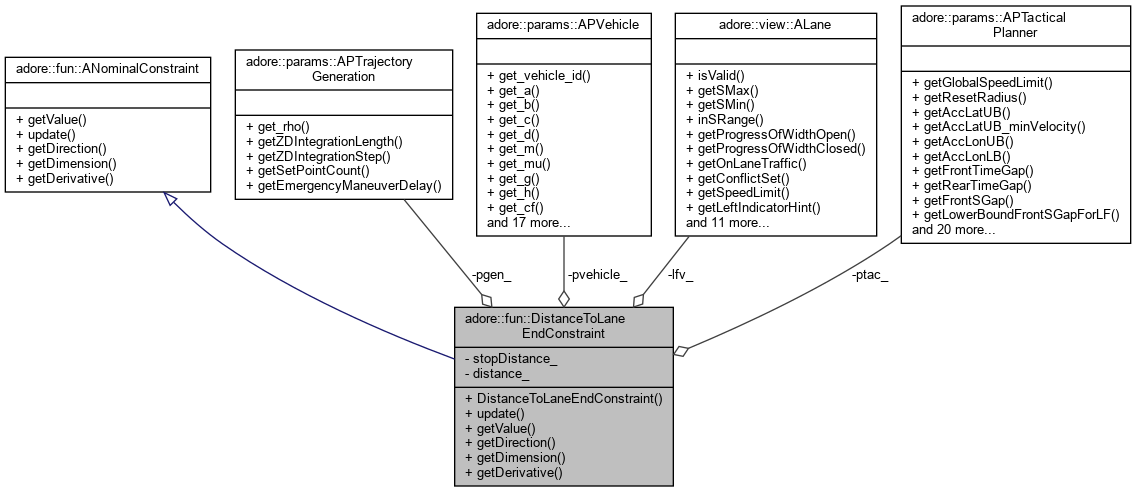 adore::fun::ANominalConstraint
+ getValue()
+ update()
+ getDirection()
+ getDimension()
+ getDerivative()
adore::params::APTrajectory
Generation
+ get_rho()
+ getZDIntegrationLength()
+ getZDIntegrationStep()
+ getSetPointCount()
+ getEmergencyManeuverDelay()
adore::params::APVehicle
+ get_vehicle_id()
+ get_a()
+ get_b()
+ get_c()
+ get_d()
+ get_m()
+ get_mu()
+ get_g()
+ get_h()
+ get_cf()
and 17 more...
adore::view::ALane
+ isValid()
+ getSMax()
+ getSMin()
+ inSRange()
+ getProgressOfWidthOpen()
+ getProgressOfWidthClosed()
+ getOnLaneTraffic()
+ getConflictSet()
+ getSpeedLimit()
+ getLeftIndicatorHint()
and 11 more...
adore::params::APTactical
Planner
+ getGlobalSpeedLimit()
+ getResetRadius()
+ getAccLatUB()
+ getAccLatUB_minVelocity()
+ getAccLonUB()
+ getAccLonLB()
+ getFrontTimeGap()
+ getRearTimeGap()
+ getFrontSGap()
+ getLowerBoundFrontSGapForLF()
and 20 more...
-pgen_
-pvehicle_
-lfv_
-ptac_
adore::fun::DistanceToLane
EndConstraint
- stopDistance_
- distance_
+ DistanceToLaneEndConstraint()
+ update()
+ getValue()
+ getDirection()
+ getDimension()
+ getDerivative()